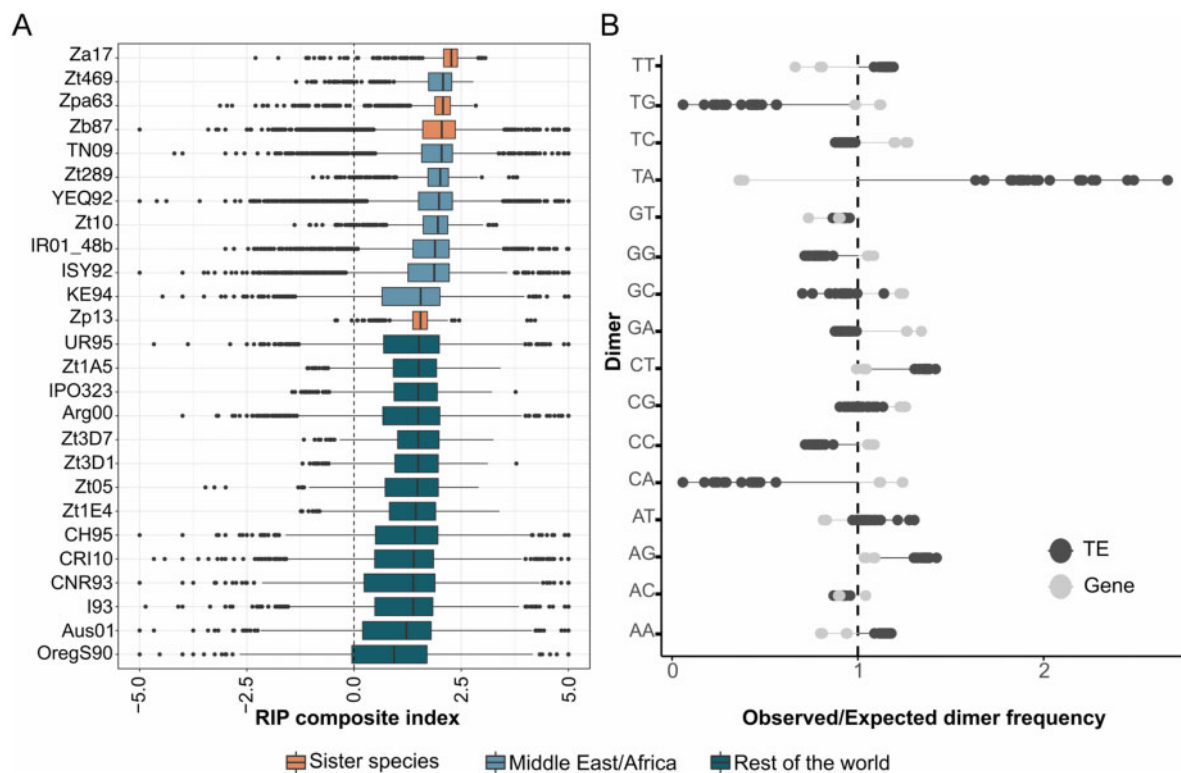 A
Za17
Zt469
Zpa63
Zb87
TN09
Zt289
YEQ92
Zt10
IR01_48b
ISY92
KE94
Zp13
UR95
Zt1A5
IPO323
Arg00
Zt3D7
Zt3D1
Zt05
Zt1E4
CH95
CRI10
CNR93
I93
Aus01
OregS90
-5.0 -2.5 0.0 2.5 5.0
RIP composite index
B
Dimer
TT
TG
TC
TA
GT
GG
GC
GA
CT
CG
CC
CA
AT
AG
AC
AA
TE
Gene
0 1 2
Observed/Expected dimer frequency
Sister species Middle East/Africa Rest of the world